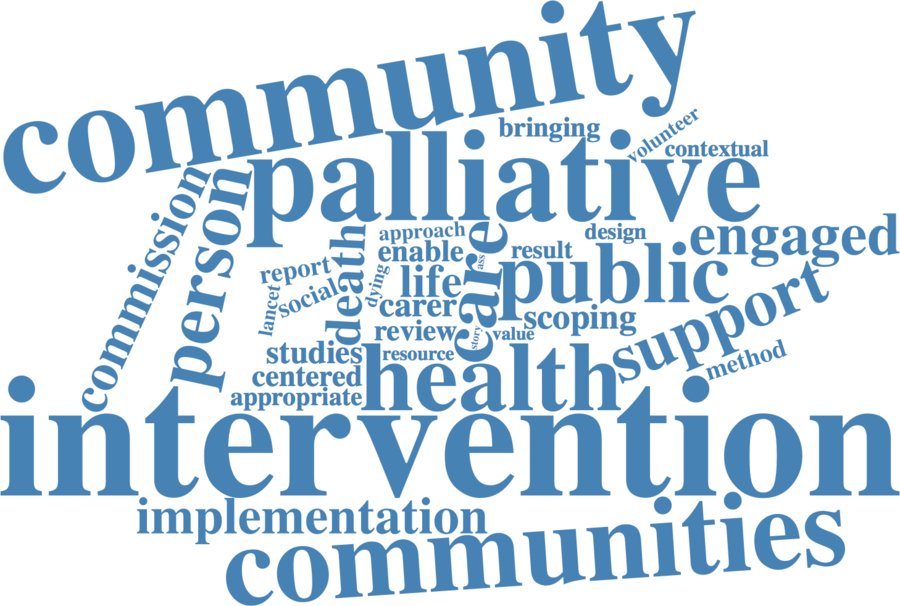 community
bringing
volunteer
contextual
palliative
commission
person
death
approach
care
design
engaged
enable
result
ass
report
dying
life
public
social
lancet
carer
scoping
support
review
story
value
studies
resource
method
centered
health
appropriate
intervention
implementation
communities